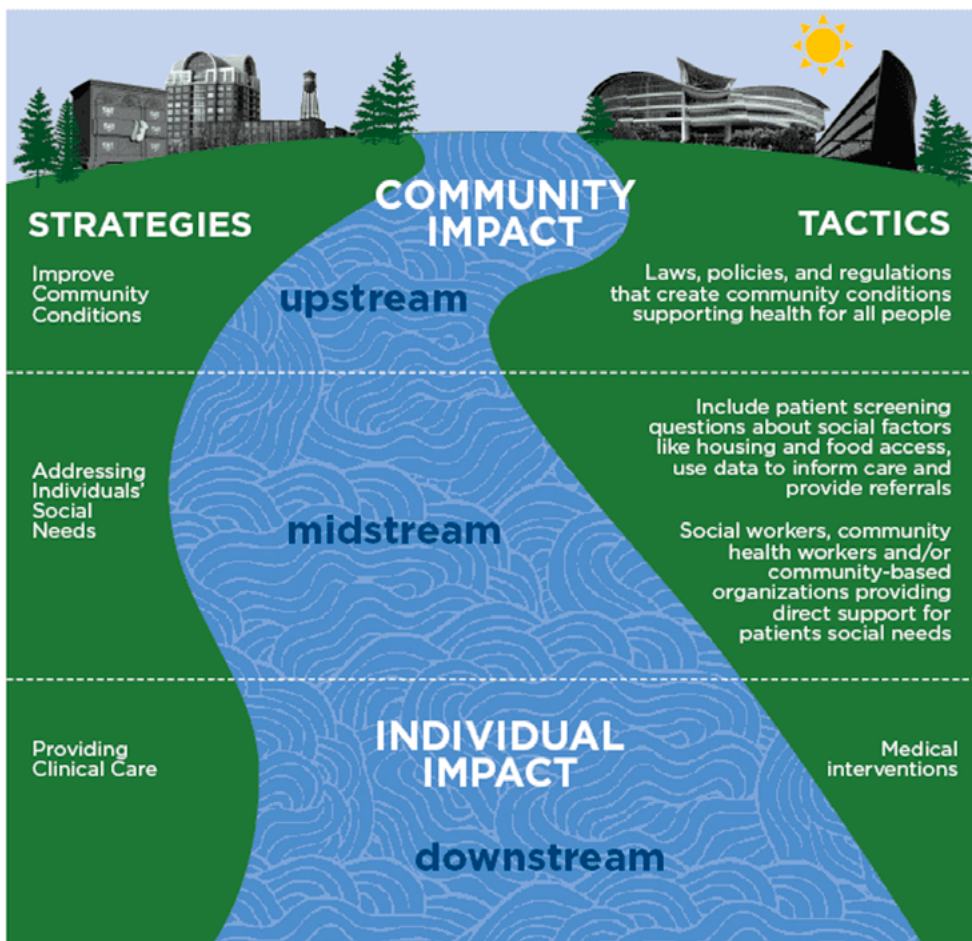 COMMUNITY
IMPACT
STRATEGIES
TACTICS
Improve
Community
Conditions
upstream
Laws, policies, and regulations
that create community conditions
supporting health for all people
Addressing
Individuals'
Social
Needs
midstream
Include patient screening
questions about social factors
like housing and food access,
use data to inform care and
provide referrals
Social workers, community
health workers and/or
community-based
organizations providing
direct support for
patients social needs
Providing
Clinical Care
INDIVIDUAL
IMPACT
downstream
Medical
interventions